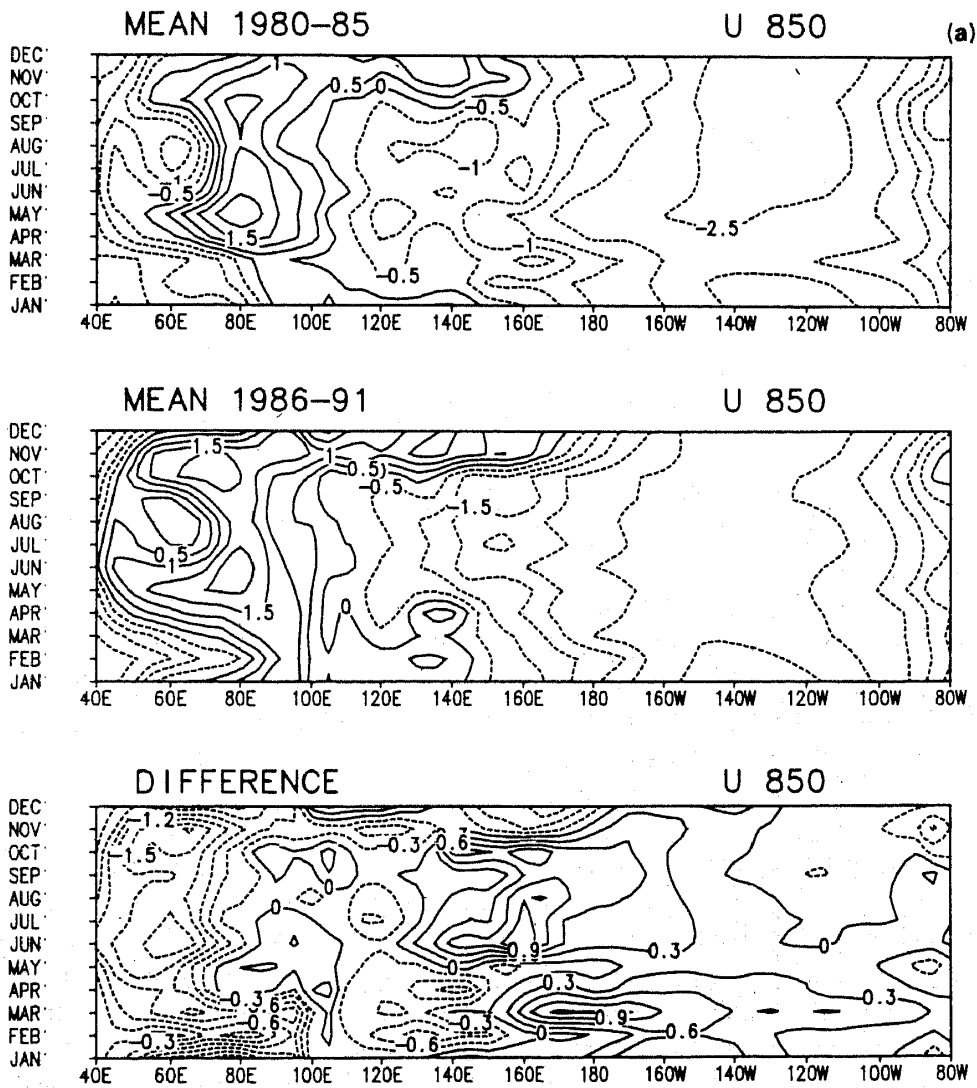 MEAN 1980-85 U 850 (a)
DEC
NOV
OCT
SEP
AUG
JUL
JUN
MAY
APR
MAR
FEB
JAN
1
0.5 0
-0.5
-1
-1
-0.5
1.5
-1
-2.5
-0.5
40E 60E 80E 100E 120E 140E 160E 180 160W 140W 120W 100W 80W
MEAN 1986-91 U 850
DEC
NOV
OCT
SEP
AUG
JUL
JUN
MAY
APR
MAR
FEB
JAN
1.5
1
0.5
-0.5
-1.5
0.5
1
1.5
0
40E 60E 80E 100E 120E 140E 160E 180 160W 140W 120W 100W 80W
DIFFERENCE U 850
DEC
NOV
OCT
SEP
AUG
JUL
JUN
MAY
APR
MAR
FEB
JAN
-1.2
-0.3 0.6
-1.5
0
0
0.9 0.3 0
0
-0.3 0.3 0.3
-0.6
-0.3 0.9
-0.3 -0.6 0 0.6
40E 60E 80E 100E 120E 140E 160E 180 160W 140W 120W 100W 80W